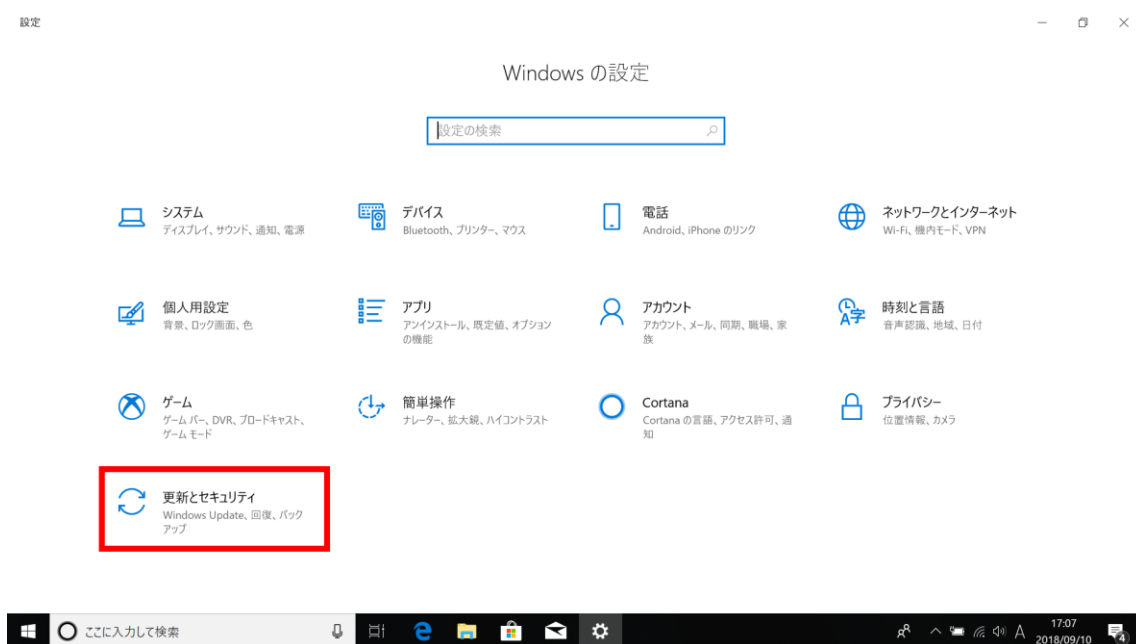 設定
Windows の設定
設定の検索
システム
ディスプレイ、サウンド、通知、電源
デバイス
Bluetooth、プリンター、マウス
電話
Android、iPhone のリンク
ネットワークとインターネット
Wi-Fi、機内モード、VPN
個人用設定
背景、ロック画面、色
アプリ
アンインストール、既定値、オプション
の機能
アカウント
アカウント、メール、同期、職場、家
族
時刻と言語
音声認識、地域、日付
ゲーム
ゲーム バー、DVR、ブロードキャスト、
ゲーム モード
簡単操作
ナレーター、拡大鏡、ハイコントラスト
Cortana
Cortana の言語、アクセス許可、通
知
プライバシー
位置情報、カメラ
更新とセキュリティ
Windows Update、回復、バック
アップ
ここに入力して検索
A
17:07
2018/09/10
4